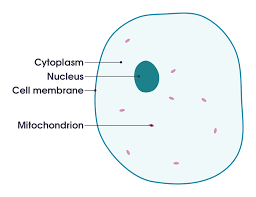 Cytoplasm
Nucleus
Cell membrane
Mitochondrion